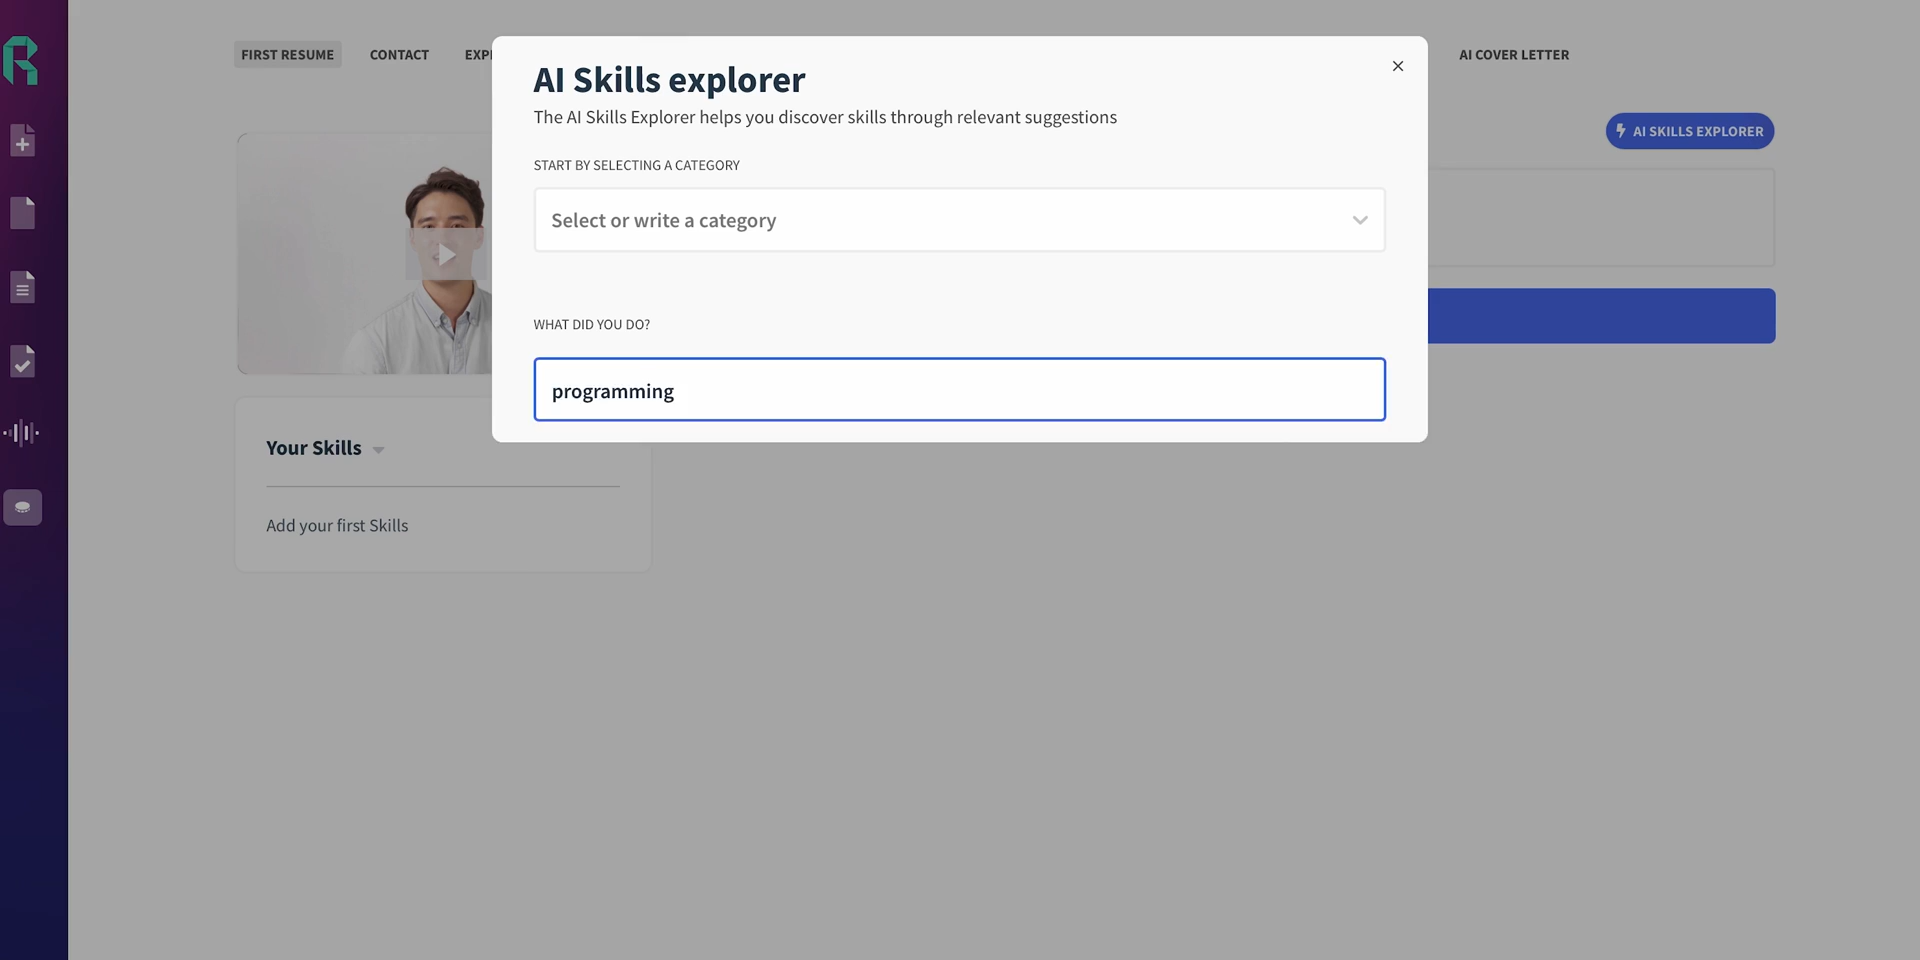 FIRST RESUME
CONTACT
EXP
AI COVER LETTER
AI Skills explorer
The AI Skills Explorer helps you discover skills through relevant suggestions
AI SKILLS EXPLORER
START BY SELECTING A CATEGORY
Select or write a category
WHAT DID YOU DO?
programming
Your Skills
Add your first Skills